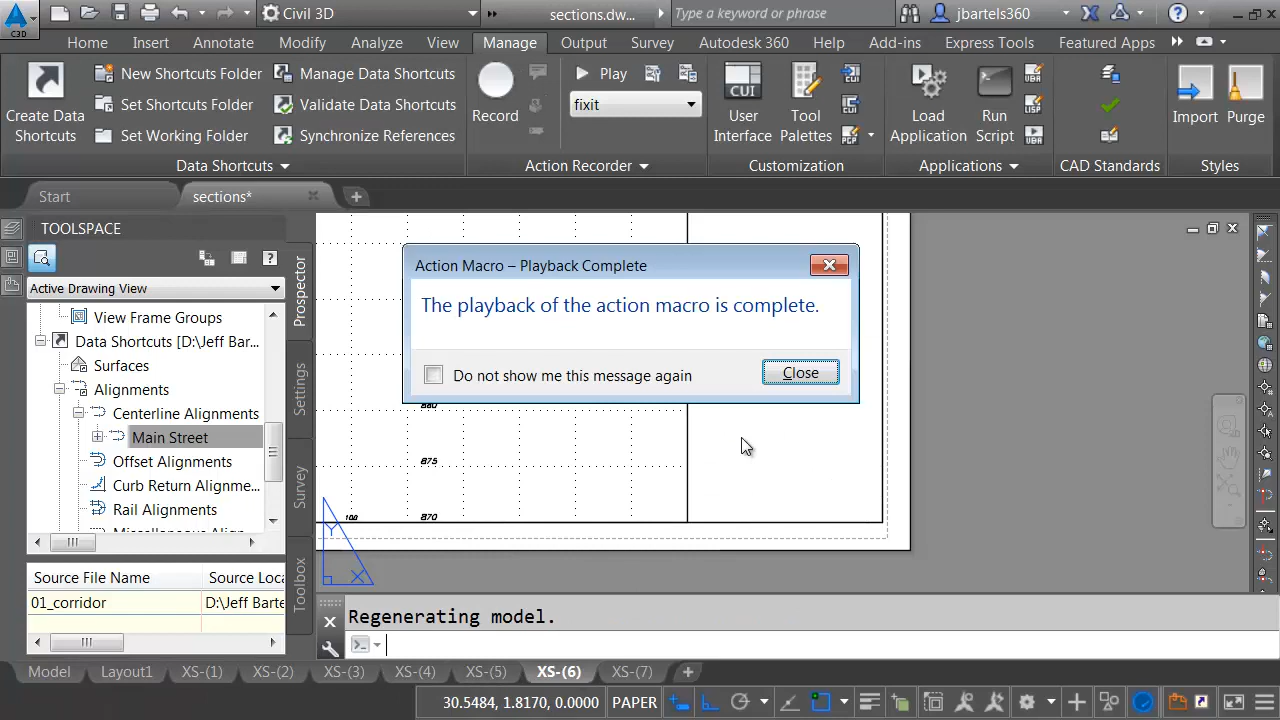 C3D
Civil 3D
sections.dw...
Type a keyword or phrase
jbartels360
Home Insert Annotate Modify Analyze View Manage Output Survey Autodesk 360 Help Add-ins Express Tools Featured Apps
Create Data Shortcuts
New Shortcuts Folder
Set Shortcuts Folder
Set Working Folder
Manage Data Shortcuts
Validate Data Shortcuts
Synchronize References
Data Shortcuts
Record
Play
fixit
Action Recorder
CUI
User Interface
Tool Palettes
Customization
Load Application
Run Script
Applications
CAD Standards
Import
Purge
Styles
Start
sections*
TOOLSPACE
Active Drawing View
View Frame Groups
Data Shortcuts [D:\Jeff Bar...
Surfaces
Alignments
Centerline Alignments
Main Street
Offset Alignments
Curb Return Alignme...
Rail Alignments
Miscellaneous Alignm
Source File Name
Source Loca
01_corridor
D:\Jeff Barte
Prospector
Settings
Survey
Toolbox
Action Macro – Playback Complete
The playback of the action macro is complete.
Do not show me this message again
Close
880
875
870
100
Y
X
Regenerating model.
Model Layout1 XS-(1) XS-(2) XS-(3) XS-(4) XS-(5) XS-(6) XS-(7)
30.5484, 1.8170, 0.0000
PAPER